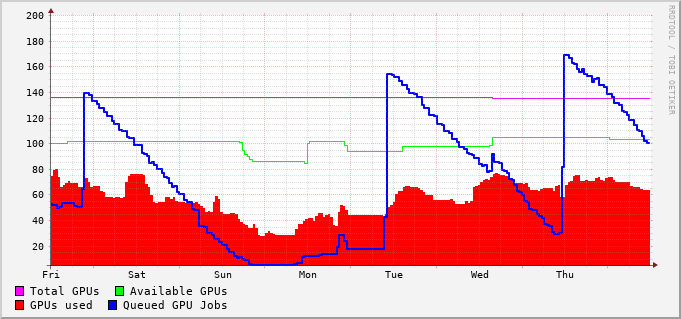 200
180
160
140
120
100
80
60
40
20
Fri Sat Sun Mon Tue Wed Thu
Total GPUs Available GPUs
GPUs used Queued GPU Jobs
RRDTOOL / TOBI OETIKER